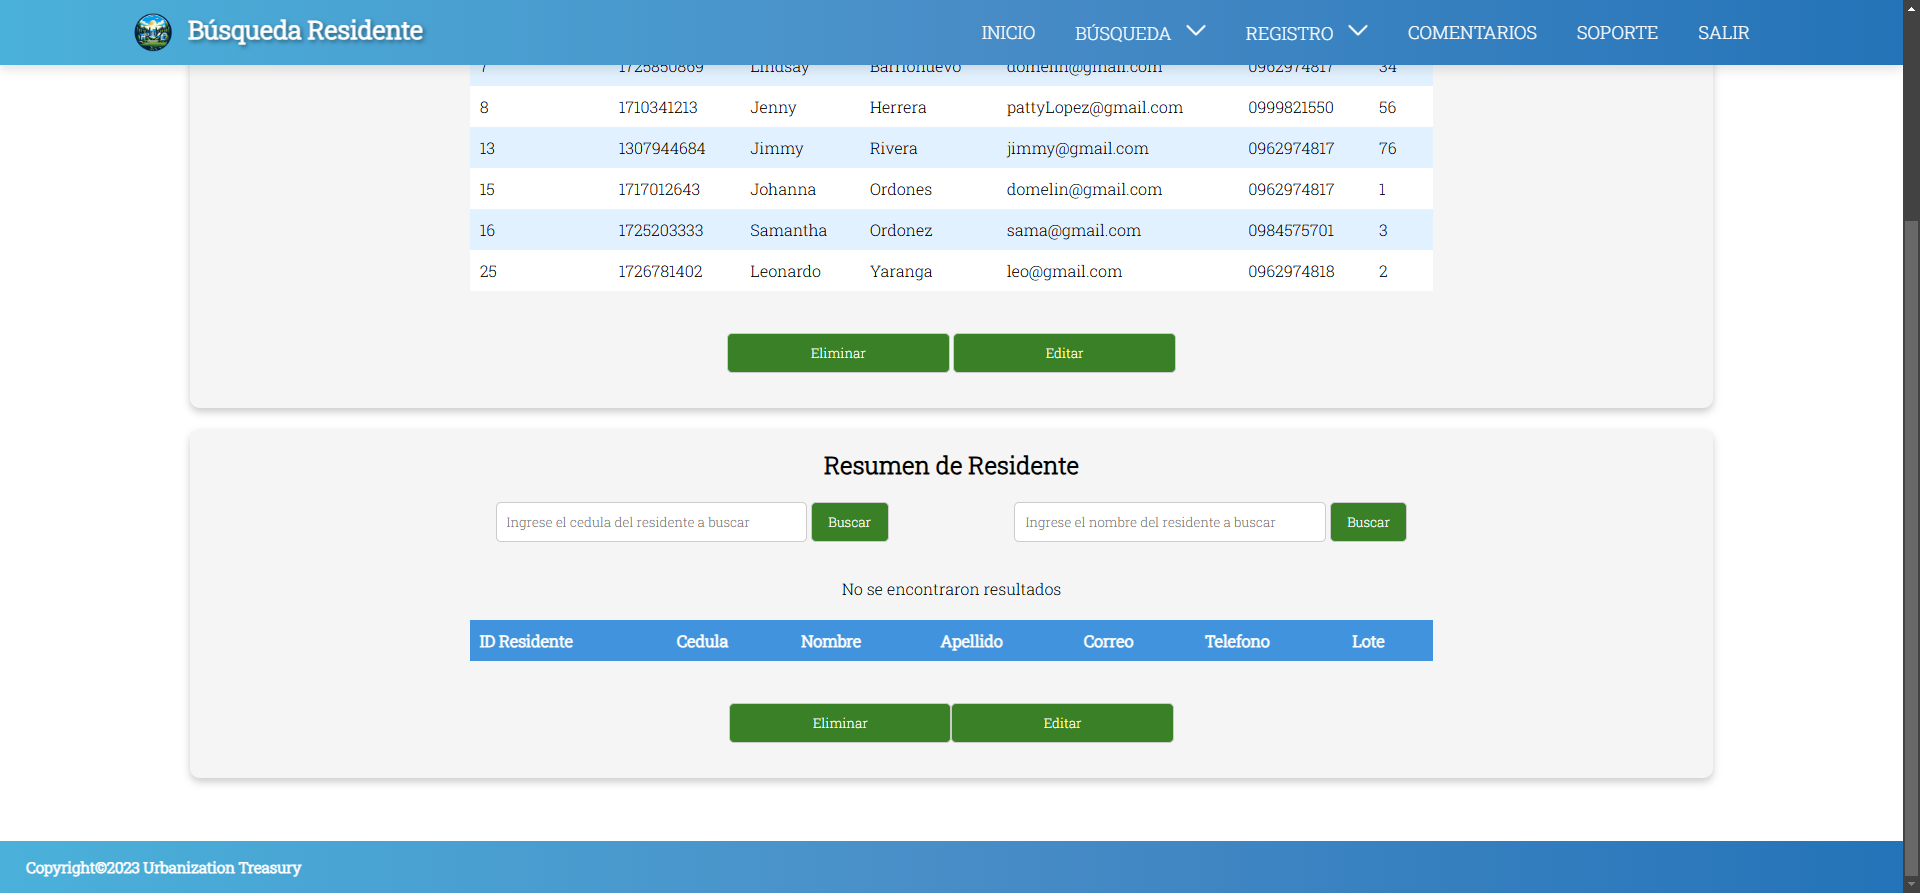 Búsqueda Residente INICIO BÚSQUEDA REGISTRO COMENTARIOS SOPORTE SALIR
7 1725850869 Lindsay Barrionuevo domelin@gmail.com 0962974817 34
8 1710341213 Jenny Herrera pattyLopez@gmail.com 0999821550 56
13 1307944684 Jimmy Rivera jimmy@gmail.com 0962974817 76
15 1717012643 Johanna Ordones domelin@gmail.com 0962974817 1
16 1725203333 Samantha Ordonez sama@gmail.com 0984575701 3
25 1726781402 Leonardo Yaranga leo@gmail.com 0962974818 2
Eliminar Editar
Resumen de Residente
Ingrese el cedula del residente a buscar Buscar Ingrese el nombre del residente a buscar Buscar
No se encontraron resultados
ID Residente Cedula Nombre Apellido Correo Telefono Lote
Eliminar Editar
Copyright©2023 Urbanization Treasury